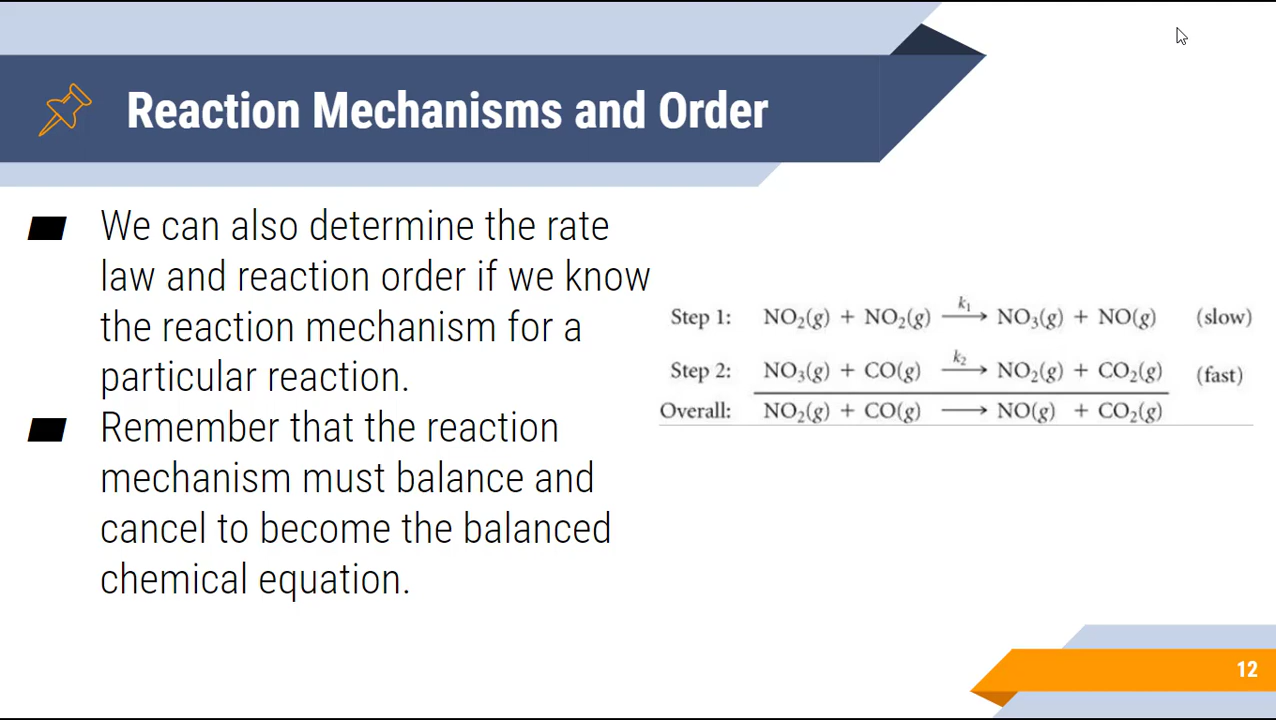 Reaction Mechanisms and Order
We can also determine the rate
law and reaction order if we know
the reaction mechanism for a
particular reaction.
Remember that the reaction
mechanism must balance and
cancel to become the balanced
chemical equation.
Step 1: NO₂(g) + NO₂(g) —k₁→ NO₃(g) + NO(g) (slow)
Step 2: NO₃(g) + CO(g) —k₂→ NO₂(g) + CO₂(g) (fast)
Overall: NO₂(g) + CO(g) ⟶ NO(g) + CO₂(g)
12